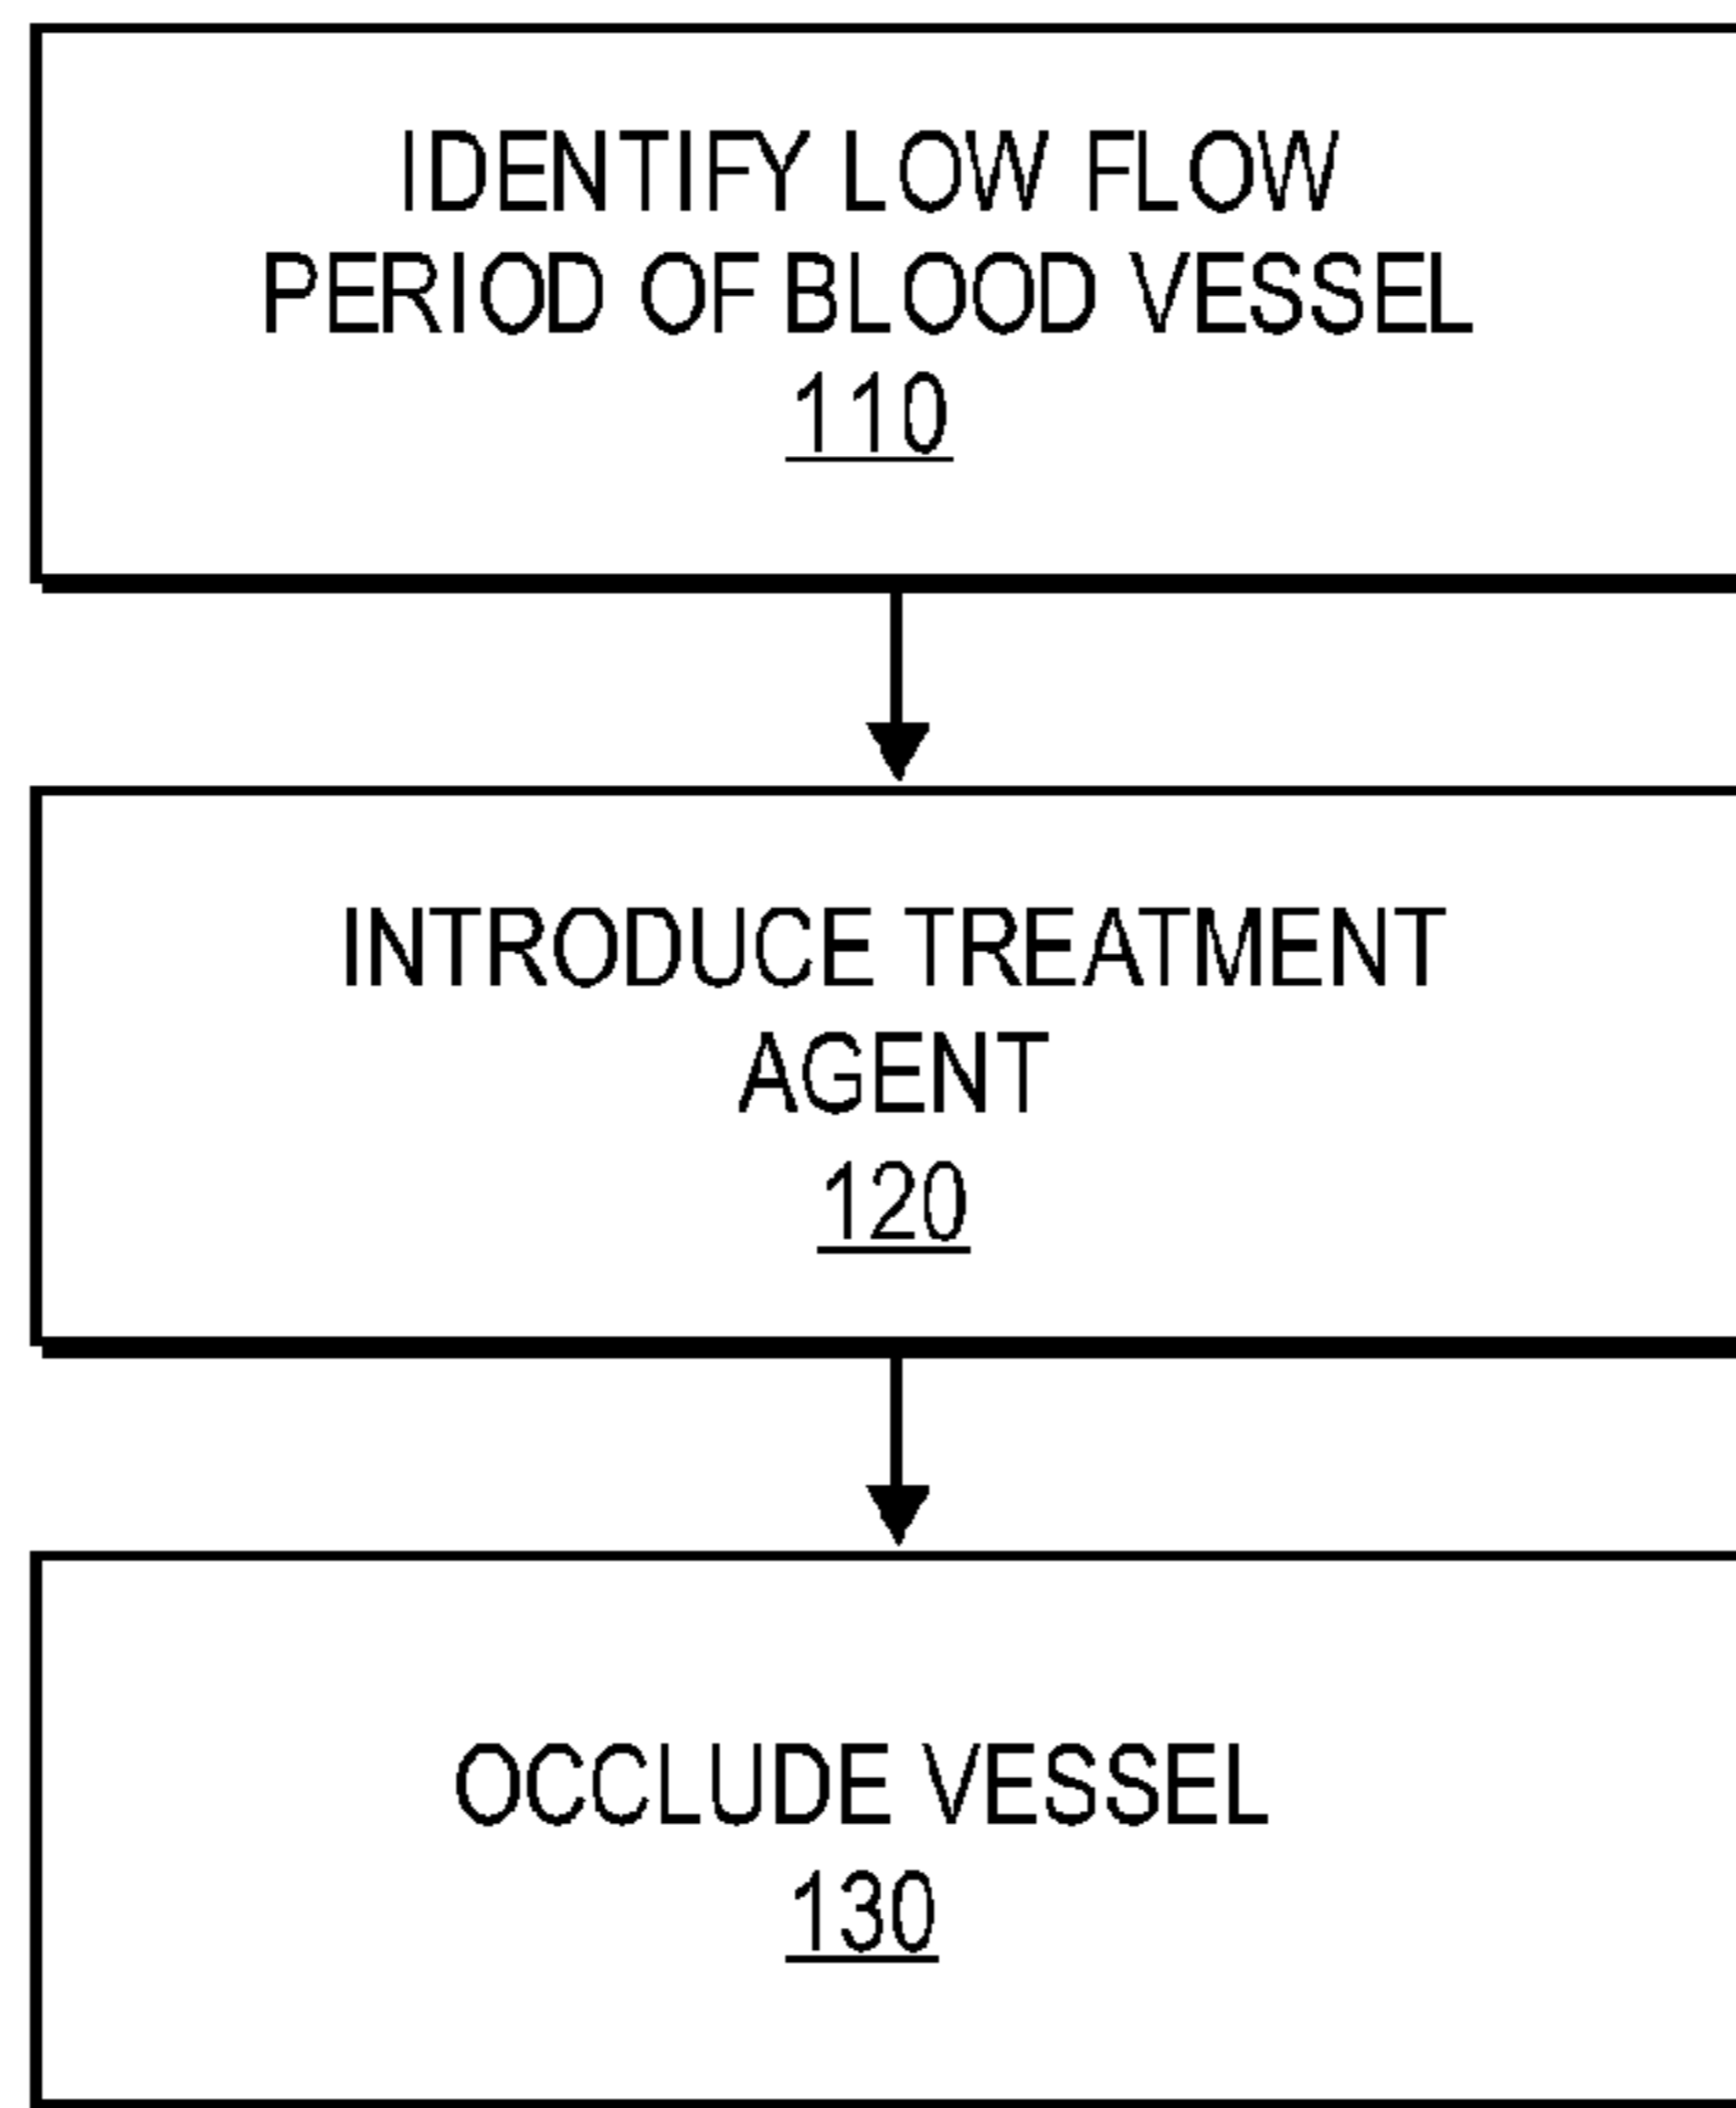 IDENTIFY LOW FLOW
PERIOD OF BLOOD VESSEL
110
INTRODUCE TREATMENT
AGENT
120
OCCLUDE VESSEL
130